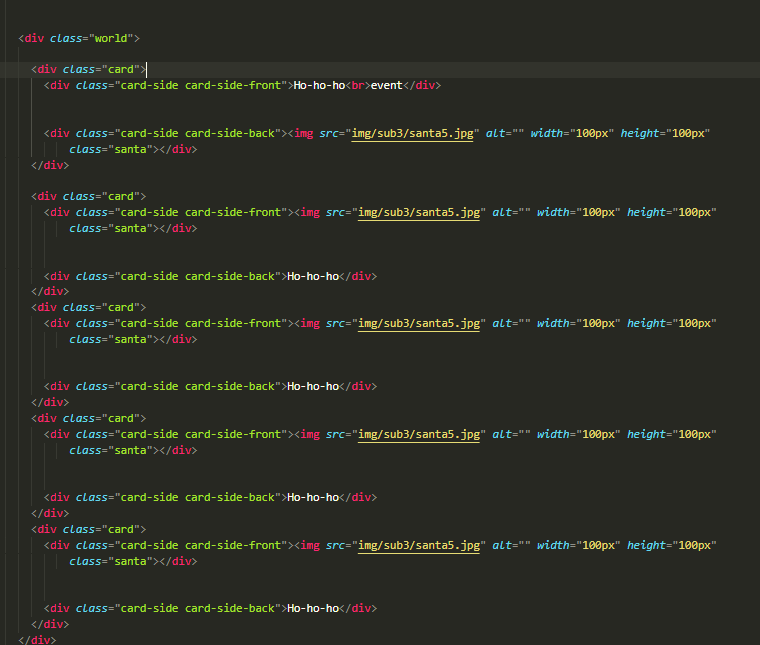 <div class="world">
<div class="card">
<div class="card-side card-side-front">Ho-ho-ho<br>event</div>
<div class="card-side card-side-back"><img src="img/sub3/santa5.jpg" alt="" width="100px" height="100px"
class="santa"></div>
</div>
<div class="card">
<div class="card-side card-side-front"><img src="img/sub3/santa5.jpg" alt="" width="100px" height="100px"
class="santa"></div>
<div class="card-side card-side-back">Ho-ho-ho</div>
</div>
<div class="card">
<div class="card-side card-side-front"><img src="img/sub3/santa5.jpg" alt="" width="100px" height="100px"
class="santa"></div>
<div class="card-side card-side-back">Ho-ho-ho</div>
</div>
<div class="card">
<div class="card-side card-side-front"><img src="img/sub3/santa5.jpg" alt="" width="100px" height="100px"
class="santa"></div>
<div class="card-side card-side-back">Ho-ho-ho</div>
</div>
<div class="card">
<div class="card-side card-side-front"><img src="img/sub3/santa5.jpg" alt="" width="100px" height="100px"
class="santa"></div>
<div class="card-side card-side-back">Ho-ho-ho</div>
</div>
</div>